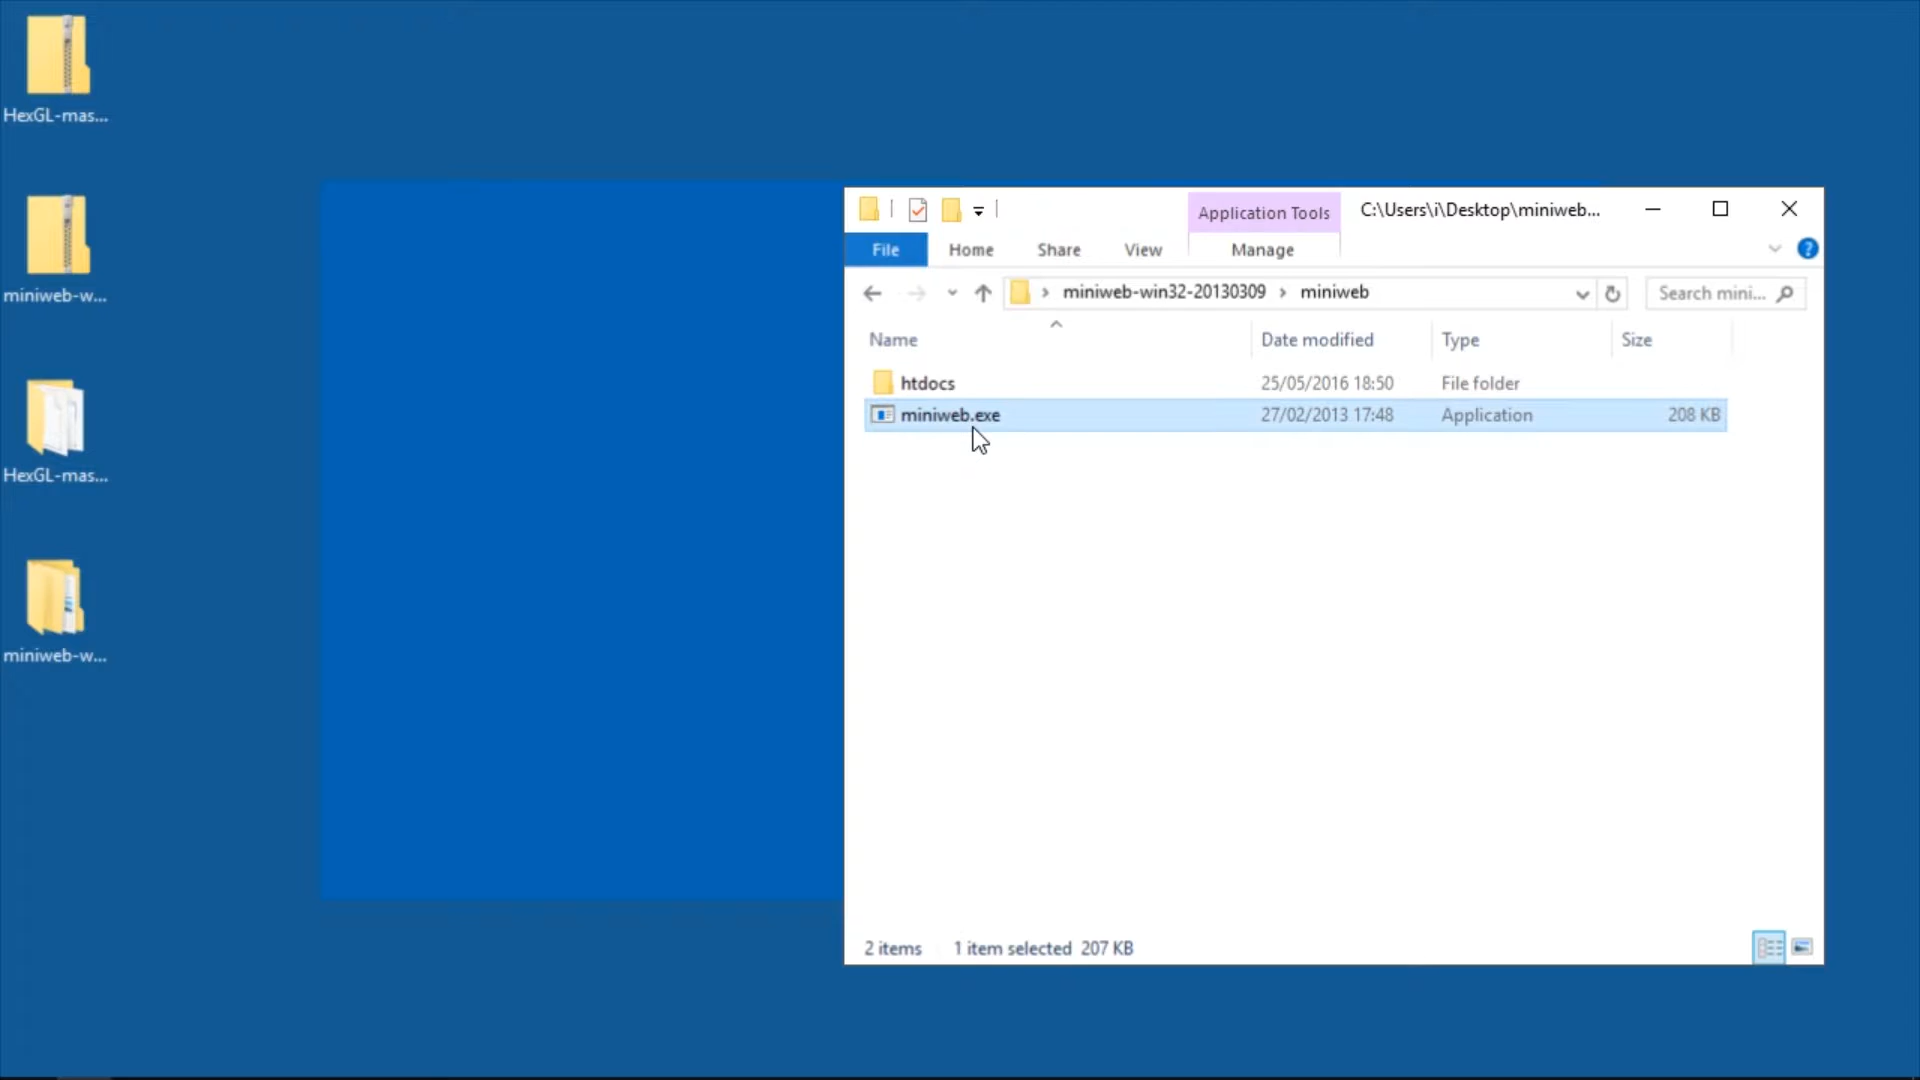 HexGL-mas...
miniweb-w...
HexGL-mas...
miniweb-w...
Application Tools
C:\Users\i\Desktop\miniweb...
File
Home
Share
View
Manage
?
miniweb-win32-20130309 › miniweb
Search mini...
Name
Date modified
Type
Size
htdocs
25/05/2016 18:50
File folder
miniweb.exe
27/02/2013 17:48
Application
208 KB
2 items
1 item selected 207 KB